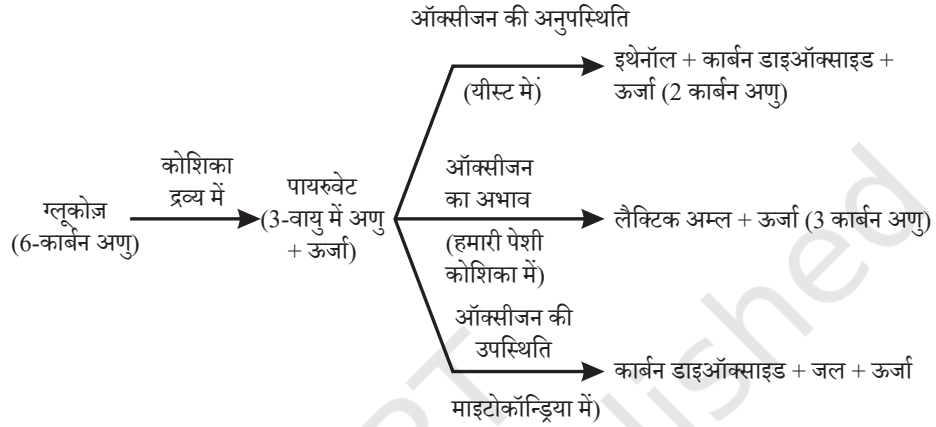 ऑक्सीजन की अनुपस्थिति
इथेनॉल + कार्बन डाइऑक्साइड +
ऊर्जा (2 कार्बन अणु)
(यीस्ट में)
कोशिका
द्रव्य में
ग्लूकोज़
(6-कार्बन अणु)
पायरुवेट
(3-वायु में अणु
+ ऊर्जा)
ऑक्सीजन
का अभाव
(हमारी पेशी
कोशिका में)
लैक्टिक अम्ल + ऊर्जा (3 कार्बन अणु)
ऑक्सीजन की
उपस्थिति
कार्बन डाइऑक्साइड + जल + ऊर्जा
माइटोकॉन्ड्रिया में)